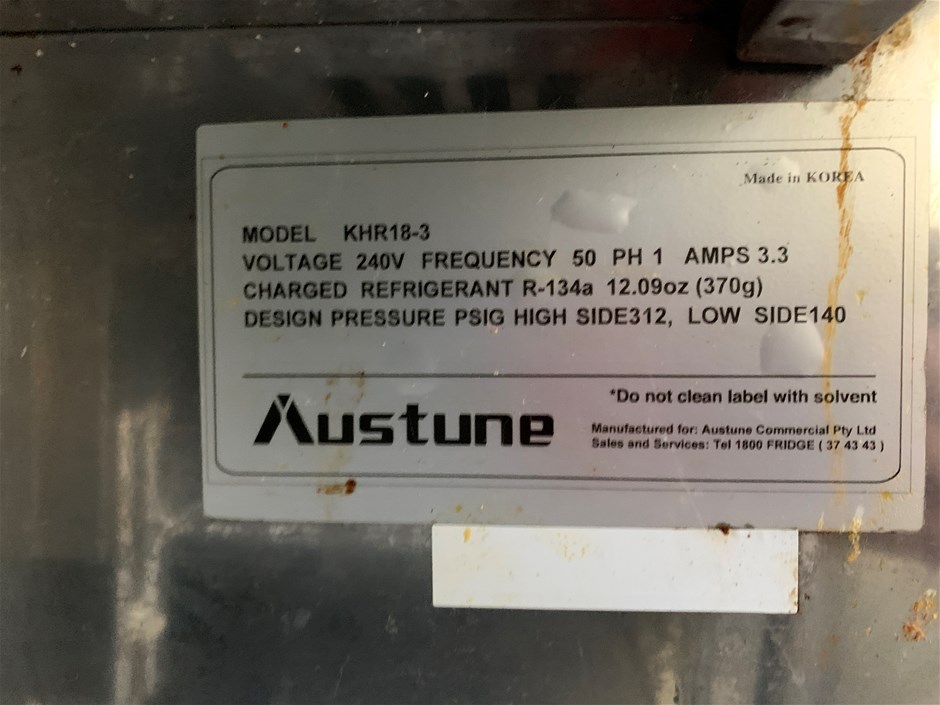 Made in KOREA
MODEL KHR18-3
VOLTAGE 240V FREQUENCY 50 PH 1 AMPS 3.3
CHARGED REFRIGERANT R-134a 12.09oz (370g)
DESIGN PRESSURE PSIG HIGH SIDE312, LOW SIDE140
*Do not clean label with solvent
Austune
Manufactured for: Austune Commercial Pty Ltd
Sales and Services: Tel 1800 FRIDGE ( 37 43 43 )